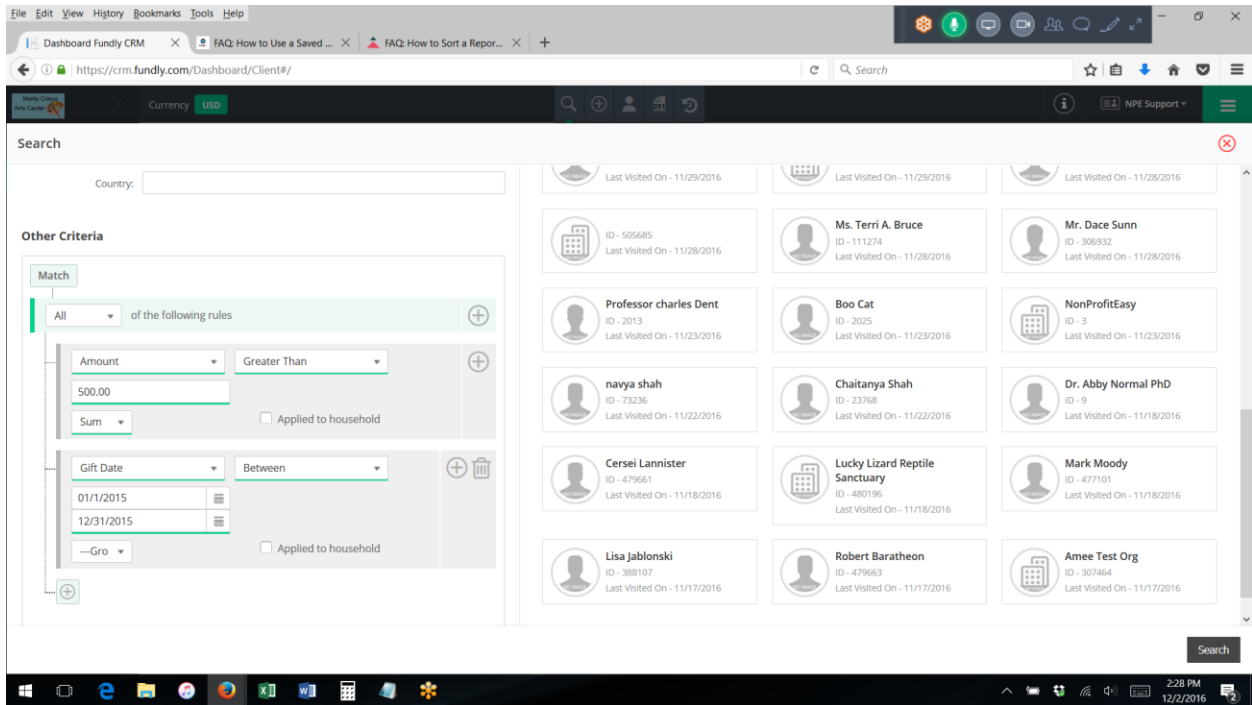 File Edit View History Bookmarks Tools Help
Dashboard Fundly CRM
FAQ: How to Use a Saved ...
FAQ: How to Sort a Repor...
https://crm.fundly.com/Dashboard/Client#/
Search
Monty Criteco
Arts Center
Currency USD
NPE Support
Search
Country:
Other Criteria
Match
All of the following rules
Amount Greater Than
500.00
Sum Applied to household
Gift Date Between
01/1/2015
12/31/2015
---Gro Applied to household
Last Visited On - 11/29/2016
Last Visited On - 11/29/2016
Last Visited On - 11/28/2016
ID - 505685
Last Visited On - 11/28/2016
Ms. Terri A. Bruce
ID - 111274
Last Visited On - 11/28/2016
Mr. Dace Sunn
ID - 306932
Last Visited On - 11/28/2016
Professor charles Dent
ID - 2013
Last Visited On - 11/23/2016
Boo Cat
ID - 2025
Last Visited On - 11/23/2016
NonProfitEasy
ID - 3
Last Visited On - 11/23/2016
navya shah
ID - 73236
Last Visited On - 11/22/2016
Chaitanya Shah
ID - 23768
Last Visited On - 11/22/2016
Dr. Abby Normal PhD
ID - 9
Last Visited On - 11/18/2016
Cersei Lannister
ID - 479661
Last Visited On - 11/18/2016
Lucky Lizard Reptile
Sanctuary
ID - 480196
Last Visited On - 11/18/2016
Mark Moody
ID - 477101
Last Visited On - 11/18/2016
Lisa Jablonski
ID - 388107
Last Visited On - 11/17/2016
Robert Baratheon
ID - 479663
Last Visited On - 11/17/2016
Amee Test Org
ID - 307464
Last Visited On - 11/17/2016
Search
2:28 PM
12/2/2016